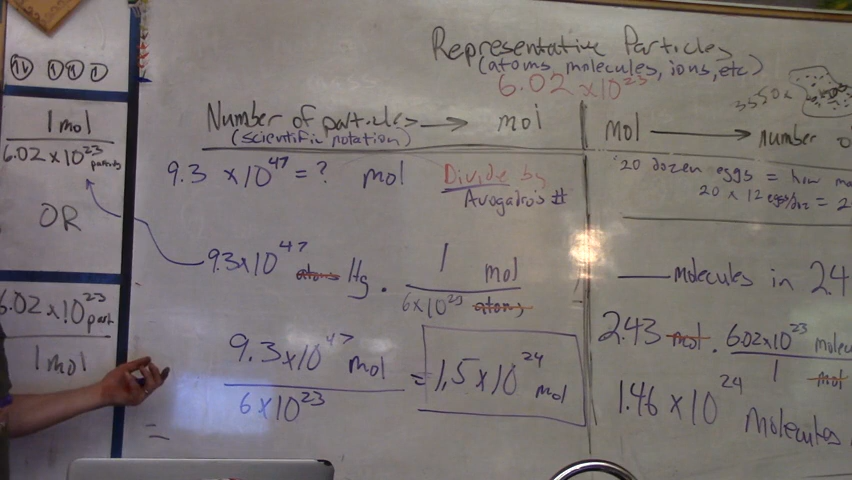 Representative Particles
(atoms, molecules, ions, etc)
6.02 x 10^23
1 mol
6.02 x 10^23
OR
6.02 x 10^23 part
1 mol
Number of particles → mol
(scientific notation)
9.3 x 10^47 = ? mol
Divide by
Avogadro's #
9.3 x 10^47 atoms Hg . 1 mol
6 x 10^23 atoms
9.3 x 10^47 mol
6 x 10^23
= 1.5 x 10^24 mol
=
mol → number
20 dozen eggs = how
20 x 12 eggs/doz = 2
molecules in 2.4
2.43 mol . 6.02 x 10^23
1 mol
1.46 x 10^24 molecules